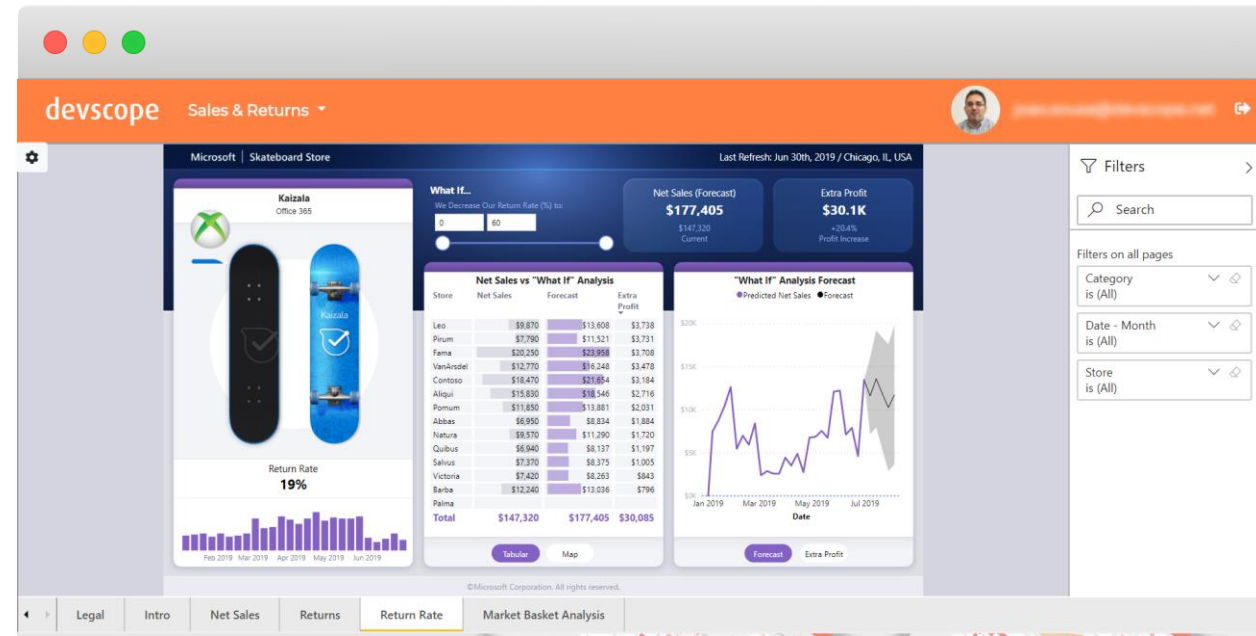 devscope
Sales & Returns
Microsoft | Skateboard Store
Last Refresh: Jun 30th, 2019 / Chicago, IL, USA
Kaizala
Office 365
Kaizala
Return Rate
19%
Feb 2019 Mar 2019 Apr 2019 May 2019 Jun 2019
What If...
We Decrease Our Return Rate (%) to:
0 60
Net Sales (Forecast)
$177,405
$147,320
Current
Extra Profit
$30.1K
+20.4%
Profit Increase
Net Sales vs "What If" Analysis
Store Net Sales Forecast Extra
Profit
Leo $9,870 $13,608 $3,738
Pirum $7,790 $11,521 $3,731
Fama $20,250 $23,958 $3,708
VanArsdel $12,770 $16,248 $3,478
Contoso $18,470 $21,654 $3,184
Aliqui $15,830 $18,546 $2,716
Pomum $11,850 $13,881 $2,031
Abbas $6,950 $8,834 $1,884
Natura $9,570 $11,290 $1,720
Quibus $6,940 $8,137 $1,197
Salvus $7,370 $8,375 $1,005
Victoria $7,420 $8,263 $843
Barba $12,240 $13,036 $796
Palma
Total $147,320 $177,405 $30,085
Tabular Map
"What If" Analysis Forecast
Predicted Net Sales Forecast
$20K
$15K
$10K
$5K
$0K
Jan 2019 Mar 2019 May 2019 Jul 2019
Date
Forecast Extra Profit
©Microsoft Corporation. All rights reserved.
Filters
Search
Filters on all pages
Category
is (All)
Date - Month
is (All)
Store
is (All)
Legal Intro Net Sales Returns Return Rate Market Basket Analysis